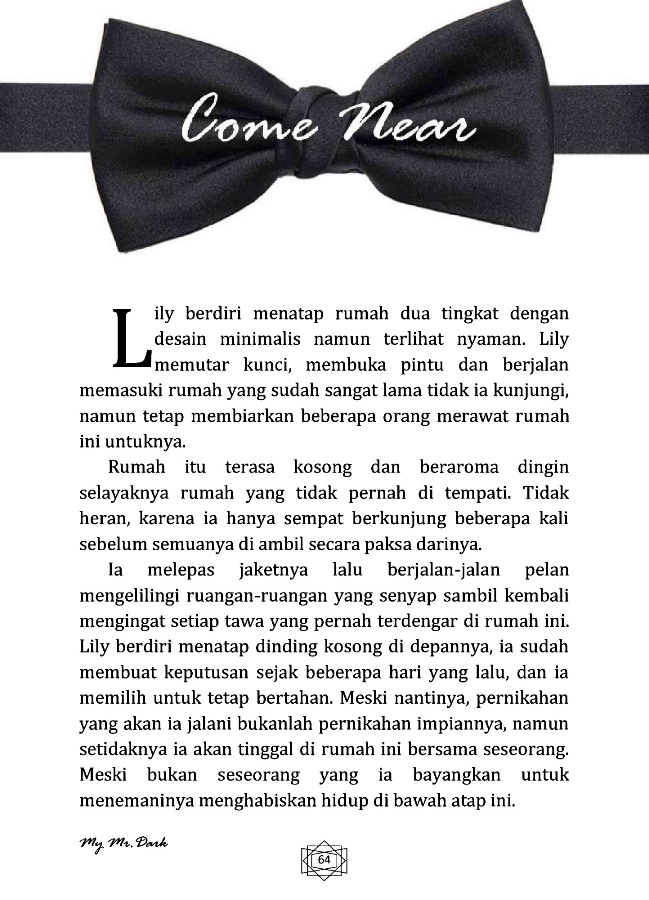 Come Near
Lily berdiri menatap rumah dua tingkat dengan
desain minimalis namun terlihat nyaman. Lily
memutar kunci, membuka pintu dan berjalan
memasuki rumah yang sudah sangat lama tidak ia kunjungi,
namun tetap membiarkan beberapa orang merawat rumah
ini untuknya.
Rumah itu terasa kosong dan beraroma dingin
selayaknya rumah yang tidak pernah di tempati. Tidak
heran, karena ia hanya sempat berkunjung beberapa kali
sebelum semuanya di ambil secara paksa darinya.
Ia melepas jaketnya lalu berjalan-jalan pelan
mengelilingi ruangan-ruangan yang senyap sambil kembali
mengingat setiap tawa yang pernah terdengar di rumah ini.
Lily berdiri menatap dinding kosong di depannya, ia sudah
membuat keputusan sejak beberapa hari yang lalu, dan ia
memilih untuk tetap bertahan. Meski nantinya, pernikahan
yang akan ia jalani bukanlah pernikahan impiannya, namun
setidaknya ia akan tinggal di rumah ini bersama seseorang.
Meski bukan seseorang yang ia bayangkan untuk
menemaninya menghabiskan hidup di bawah atap ini.
My Mr. Dark
64